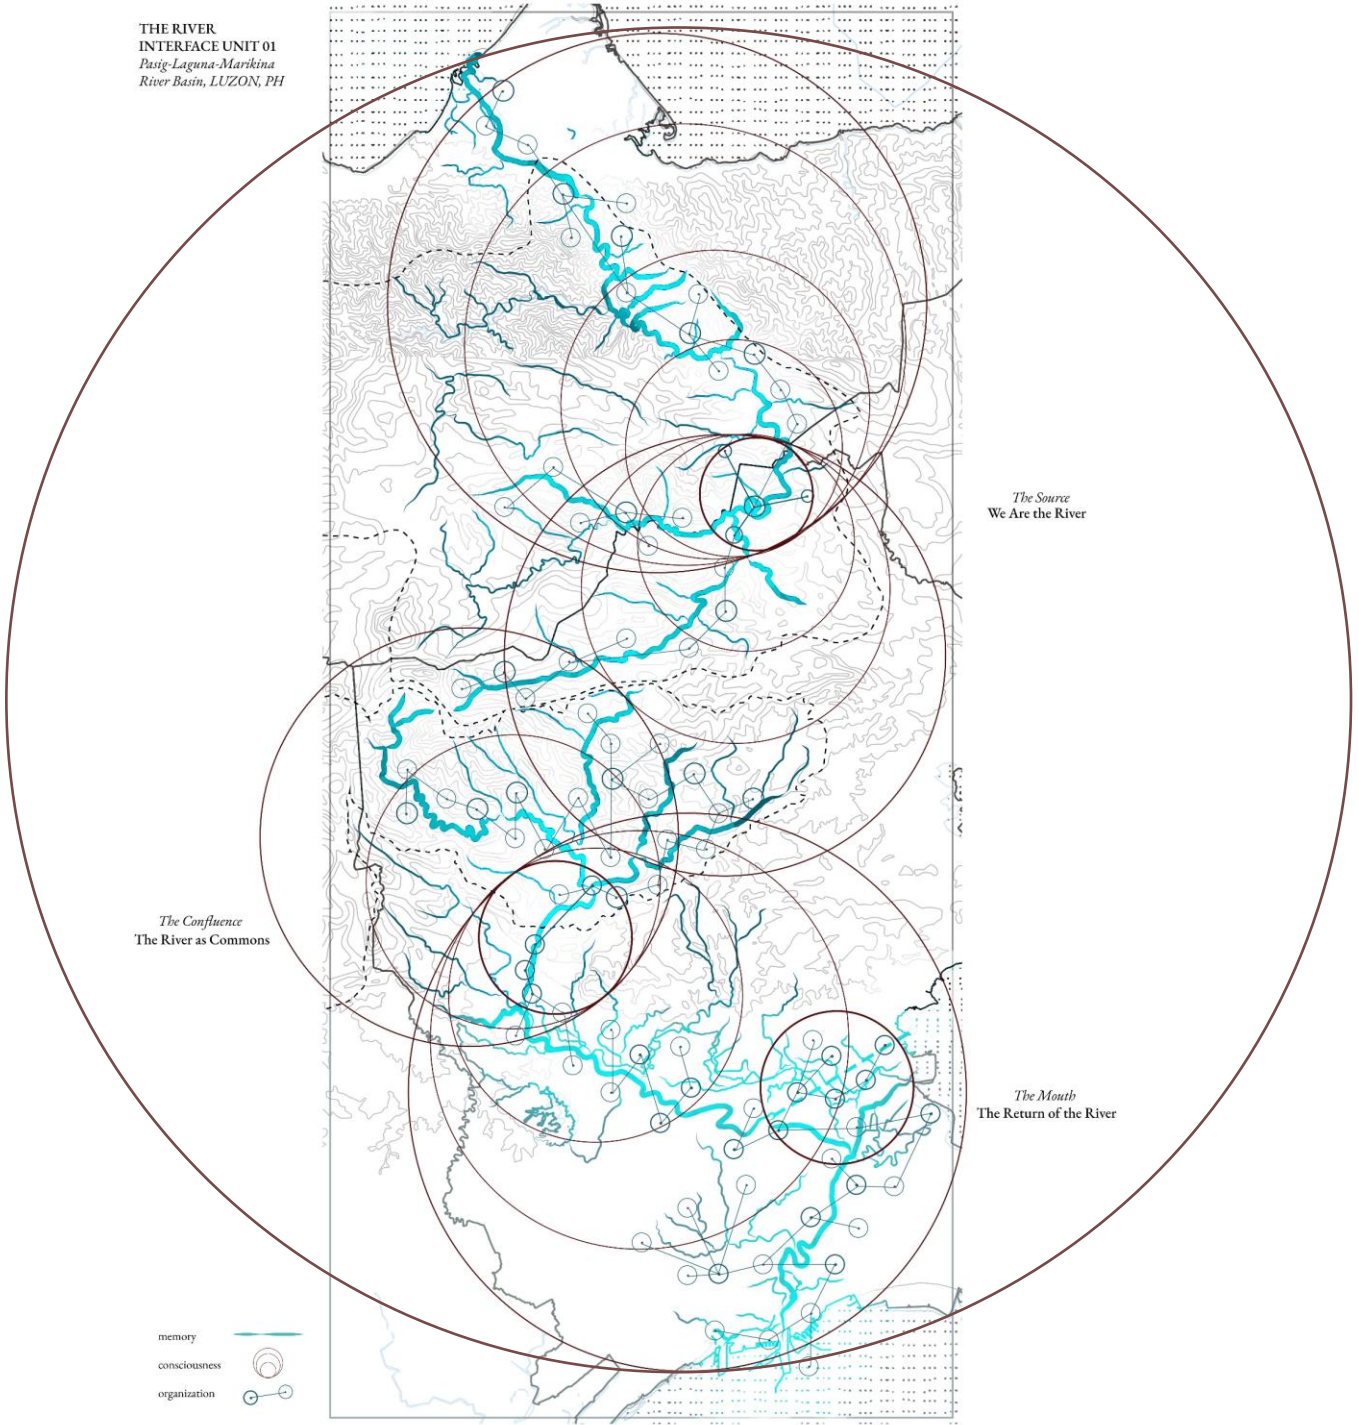 THE RIVER
INTERFACE UNIT 01
Pasig-Laguna-Marikina
River Basin, LUZON, PH
The Source
We Are the River
The Confluence
The River as Commons
The Mouth
The Return of the River
memory
consciousness
organization